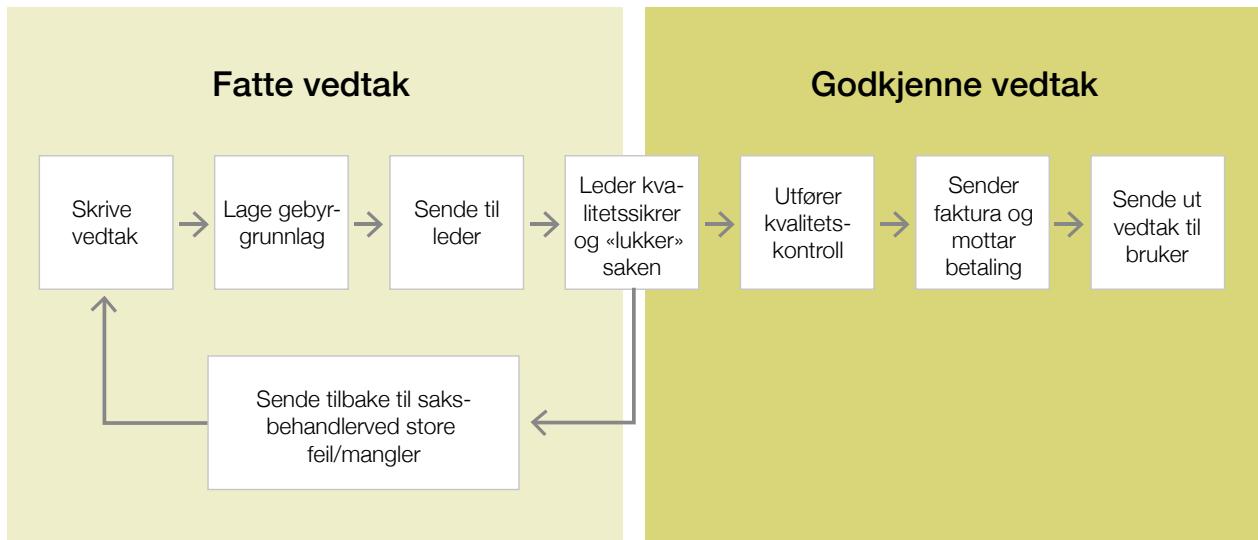 Fatte vedtak
Godkjenne vedtak
Skrive
vedtak
Lage gebyr-
grunnlag
Sende til
leder
Leder kva-
litetssikrer
og «lukker»
saken
Utfører
kvalitets-
kontroll
Sender
faktura og
mottar
betaling
Sende ut
vedtak til
bruker
Sende tilbake til saks-
behandlerved store
feil/mangler